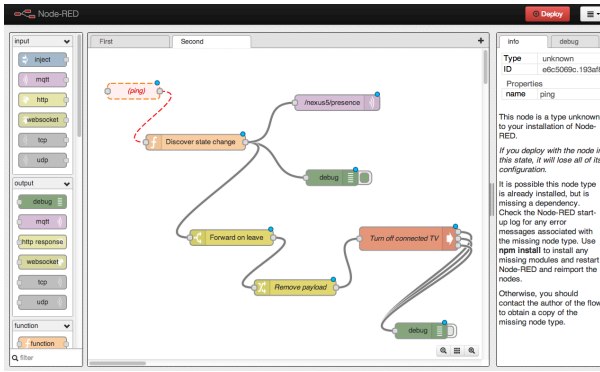 Node-RED
Deploy
input
inject
mqtt
http
websocket
tcp
udp
output
debug
mqtt
http response
websocket
tcp
udp
function
function
filter
First
Second
+
(ping)
/nexus5/presence
Discover state change
debug
Forward on leave
Turn off connected TV
Remove payload
debug
info
debug
Type unknown
ID e6c5069c.193af8
Properties
name ping
This node is a type unknown
to your installation of Node-
RED.
If you deploy with the node in
this state, it will lose all of its
configuration.
It is possible this node type
is already installed, but is
missing a dependency.
Check the Node-RED start-
up log for any error
messages associated with
the missing node type. Use
npm install to install any
missing modules and restart
Node-RED and reimport the
nodes.
Otherwise, you should
contact the author of the flow
to obtain a copy of the
missing node type.